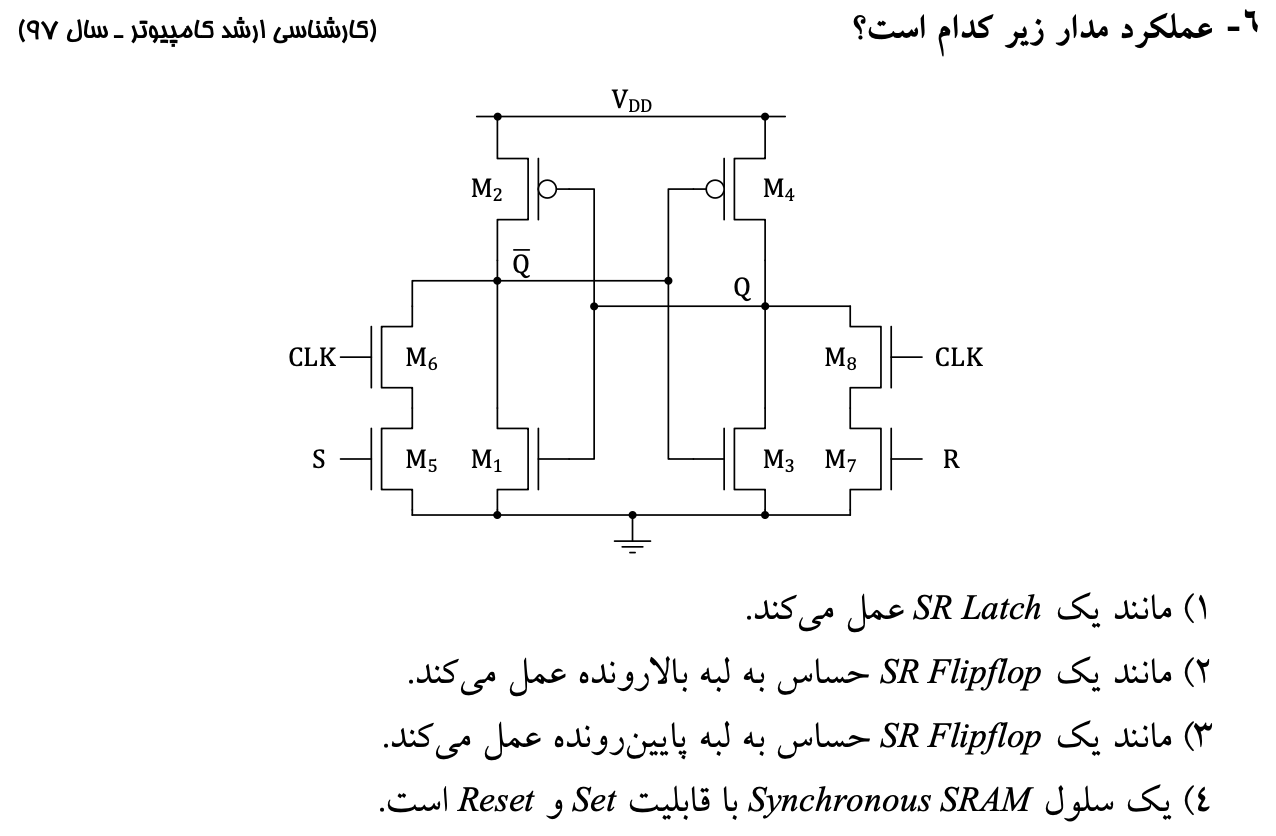 ٦- عملکرد مدار زیر کدام است؟ (کارشناسی ارشد کامپیوتر ـ سال ۹۷)
V_DD
M₂ M₄
Q̅
Q
CLK M₆ M₈ CLK
S M₅ M₁ M₃ M₇ R
۱) مانند یک SR Latch عمل می‌کند.
۲) مانند یک SR Flipflop حساس به لبه بالارونده عمل می‌کند.
۳) مانند یک SR Flipflop حساس به لبه پایین‌رونده عمل می‌کند.
٤) یک سلول Synchronous SRAM با قابلیت Set و Reset است.